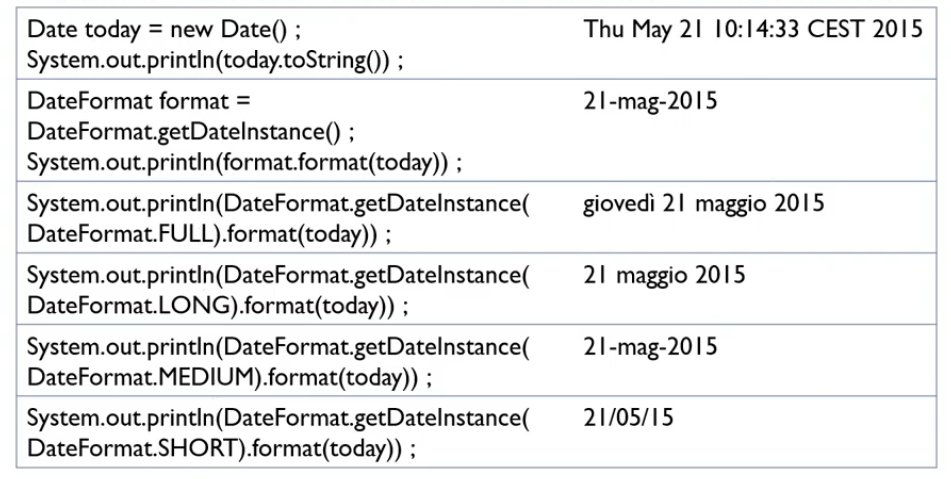 Date today = new Date() ;
System.out.println(today.toString()) ;
Thu May 21 10:14:33 CEST 2015
DateFormat format =
DateFormat.getDateInstance() ;
System.out.println(format.format(today)) ;
21-mag-2015
System.out.println(DateFormat.getDateInstance(
DateFormat.FULL).format(today)) ;
giovedì 21 maggio 2015
System.out.println(DateFormat.getDateInstance(
DateFormat.LONG).format(today)) ;
21 maggio 2015
System.out.println(DateFormat.getDateInstance(
DateFormat.MEDIUM).format(today)) ;
21-mag-2015
System.out.println(DateFormat.getDateInstance(
DateFormat.SHORT).format(today)) ;
21/05/15